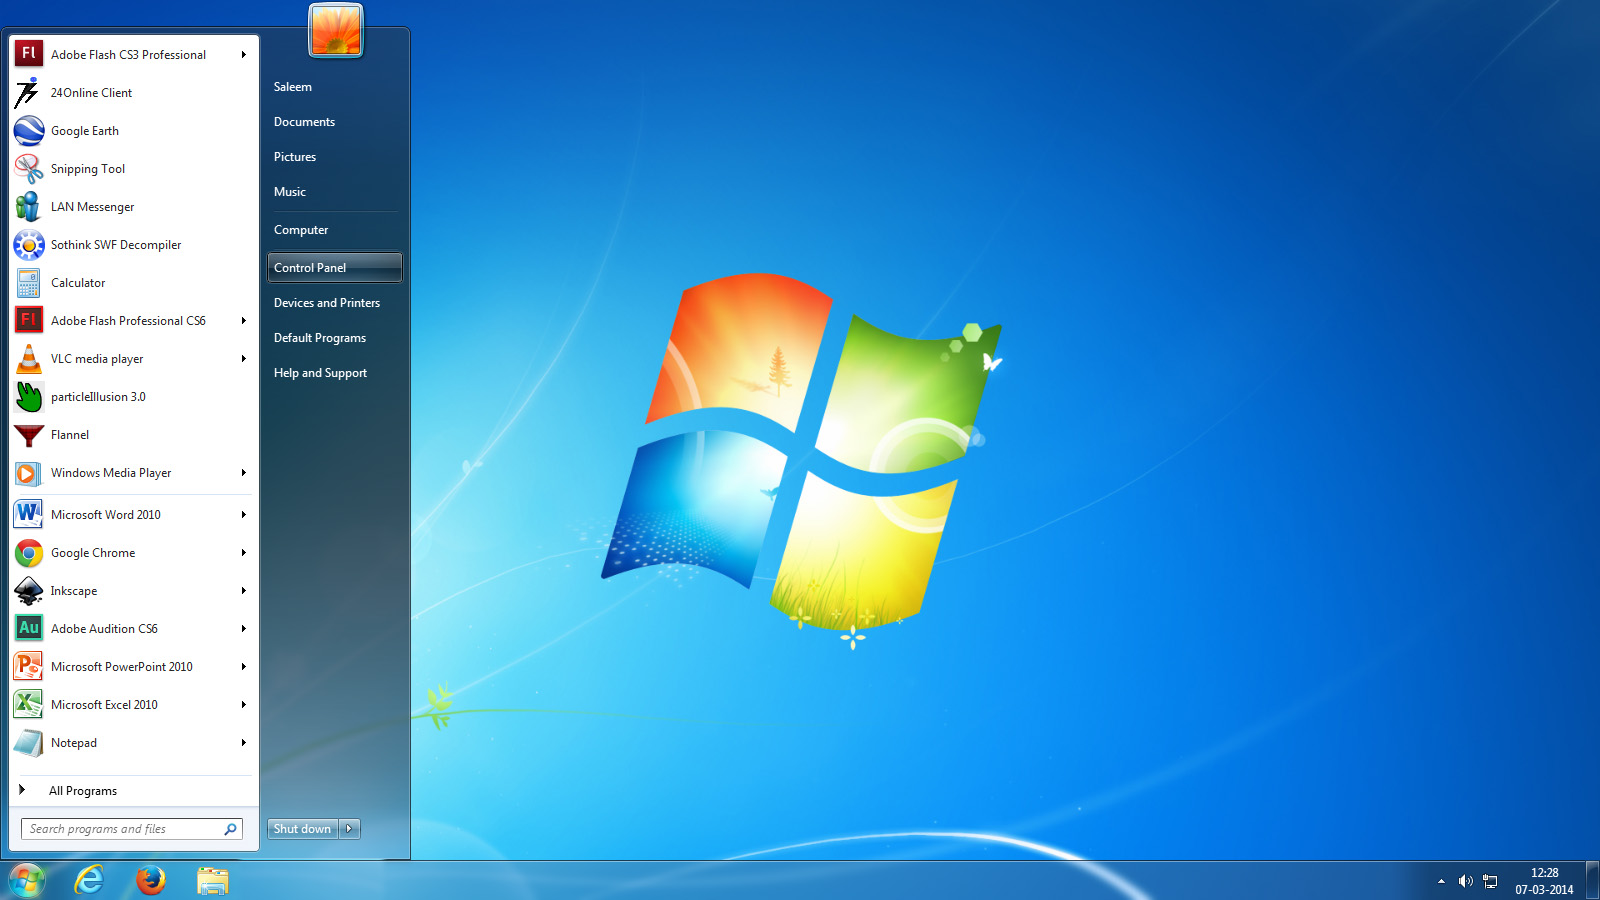 Fl Adobe Flash CS3 Professional
24Online Client
Google Earth
Snipping Tool
LAN Messenger
Sothink SWF Decompiler
Calculator
Fl Adobe Flash Professional CS6
VLC media player
particleIllusion 3.0
Flannel
Windows Media Player
W Microsoft Word 2010
Google Chrome
Inkscape
Au Adobe Audition CS6
P Microsoft PowerPoint 2010
X Microsoft Excel 2010
Notepad
All Programs
Search programs and files
Saleem
Documents
Pictures
Music
Computer
Control Panel
Devices and Printers
Default Programs
Help and Support
Shut down
12:28
07-03-2014